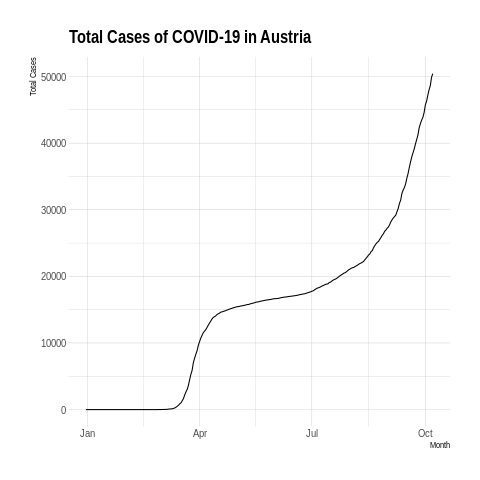 Total Cases of COVID-19 in Austria
Total Cases
50000
40000
30000
20000
10000
0
Jan Apr Jul Oct
Month